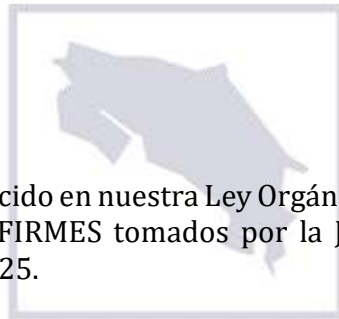 cido en nuestra Ley Orgán
FIRMES tomados por la J
25.